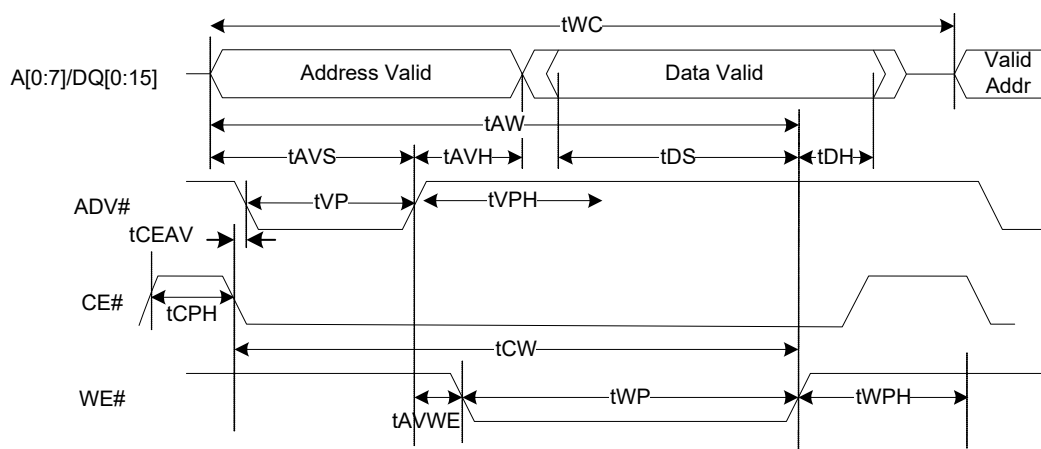 tWC
A[0:7]/DQ[0:15] Address Valid Data Valid Valid Addr
tAW
tAVS tAVH tDS tDH
ADV# tVP tVPH
tCEAV
CE# tCPH
tCW
WE# tAVWE tWP tWPH